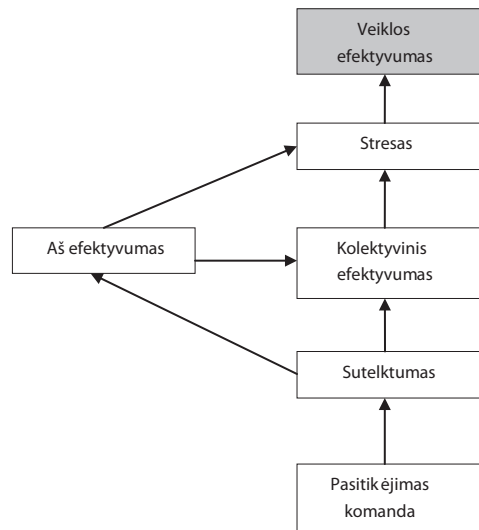 Veiklos
efektyvumas
Stresas
Aš efektyvumas
Kolektyvinis
efektyvumas
Sutelktumas
Pasitikėjimas
komanda